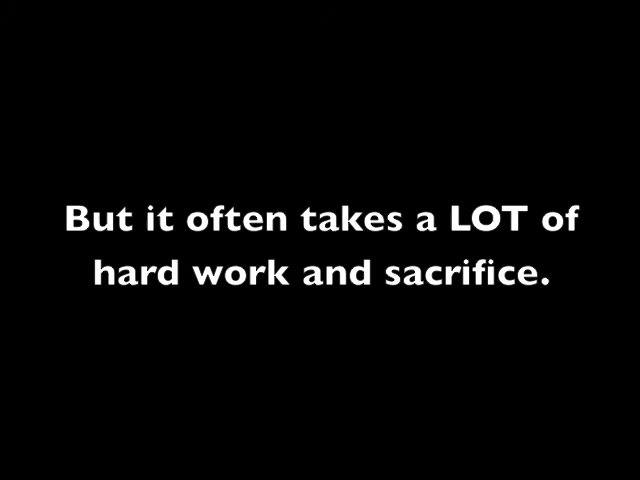 But it often takes a LOT of
hard work and sacrifice.